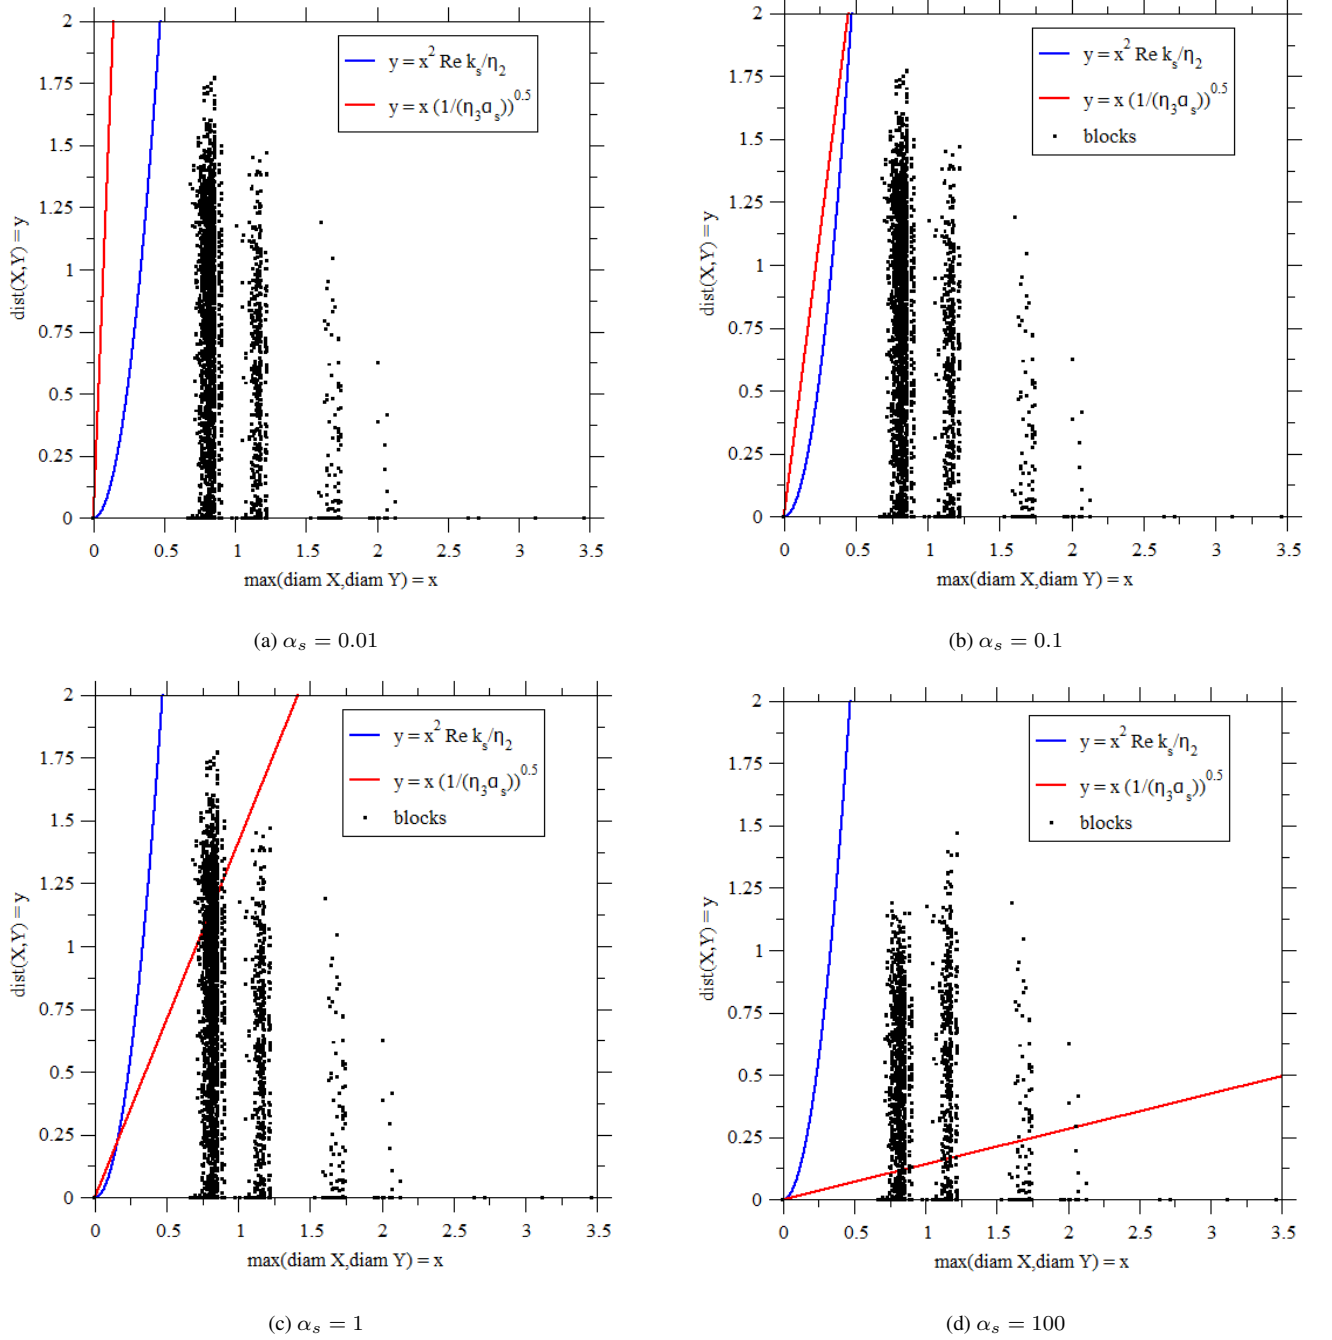 2
1.75
1.5
1.25
1
0.75
0.5
0.25
0
dist(X,Y) = y
y = x² Re kₛ/η₂
y = x (1/(η₃αₛ))⁰·⁵
0 0.5 1 1.5 2 2.5 3 3.5
max(diam X,diam Y) = x
(a) αₛ = 0.01
2
1.75
1.5
1.25
1
0.75
0.5
0.25
0
dist(X,Y) = y
y = x² Re kₛ/η₂
y = x (1/(η₃αₛ))⁰·⁵
blocks
0 0.5 1 1.5 2 2.5 3 3.5
max(diam X,diam Y) = x
(b) αₛ = 0.1
2
1.75
1.5
1.25
1
0.75
0.5
0.25
0
dist(X,Y) = y
y = x² Re kₛ/η₂
y = x (1/(η₃αₛ))⁰·⁵
blocks
0 0.5 1 1.5 2 2.5 3 3.5
max(diam X,diam Y) = x
(c) αₛ = 1
2
1.75
1.5
1.25
1
0.75
0.5
0.25
0
dist(X,Y) = y
y = x² Re kₛ/η₂
y = x (1/(η₃αₛ))⁰·⁵
blocks
0 0.5 1 1.5 2 2.5 3 3.5
max(diam X,diam Y) = x
(d) αₛ = 100